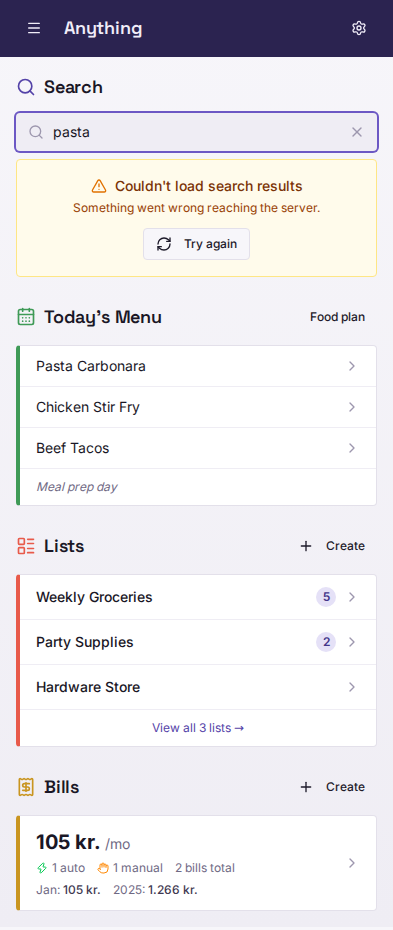 Anything
Search
pasta
Couldn't load search results
Something went wrong reaching the server.
Try again
Today's Menu
Food plan
Pasta Carbonara
Chicken Stir Fry
Beef Tacos
Meal prep day
Lists
Create
Weekly Groceries 5
Party Supplies 2
Hardware Store
View all 3 lists →
Bills
Create
105 kr. /mo
1 auto 1 manual 2 bills total
Jan: 105 kr. 2025: 1.266 kr.